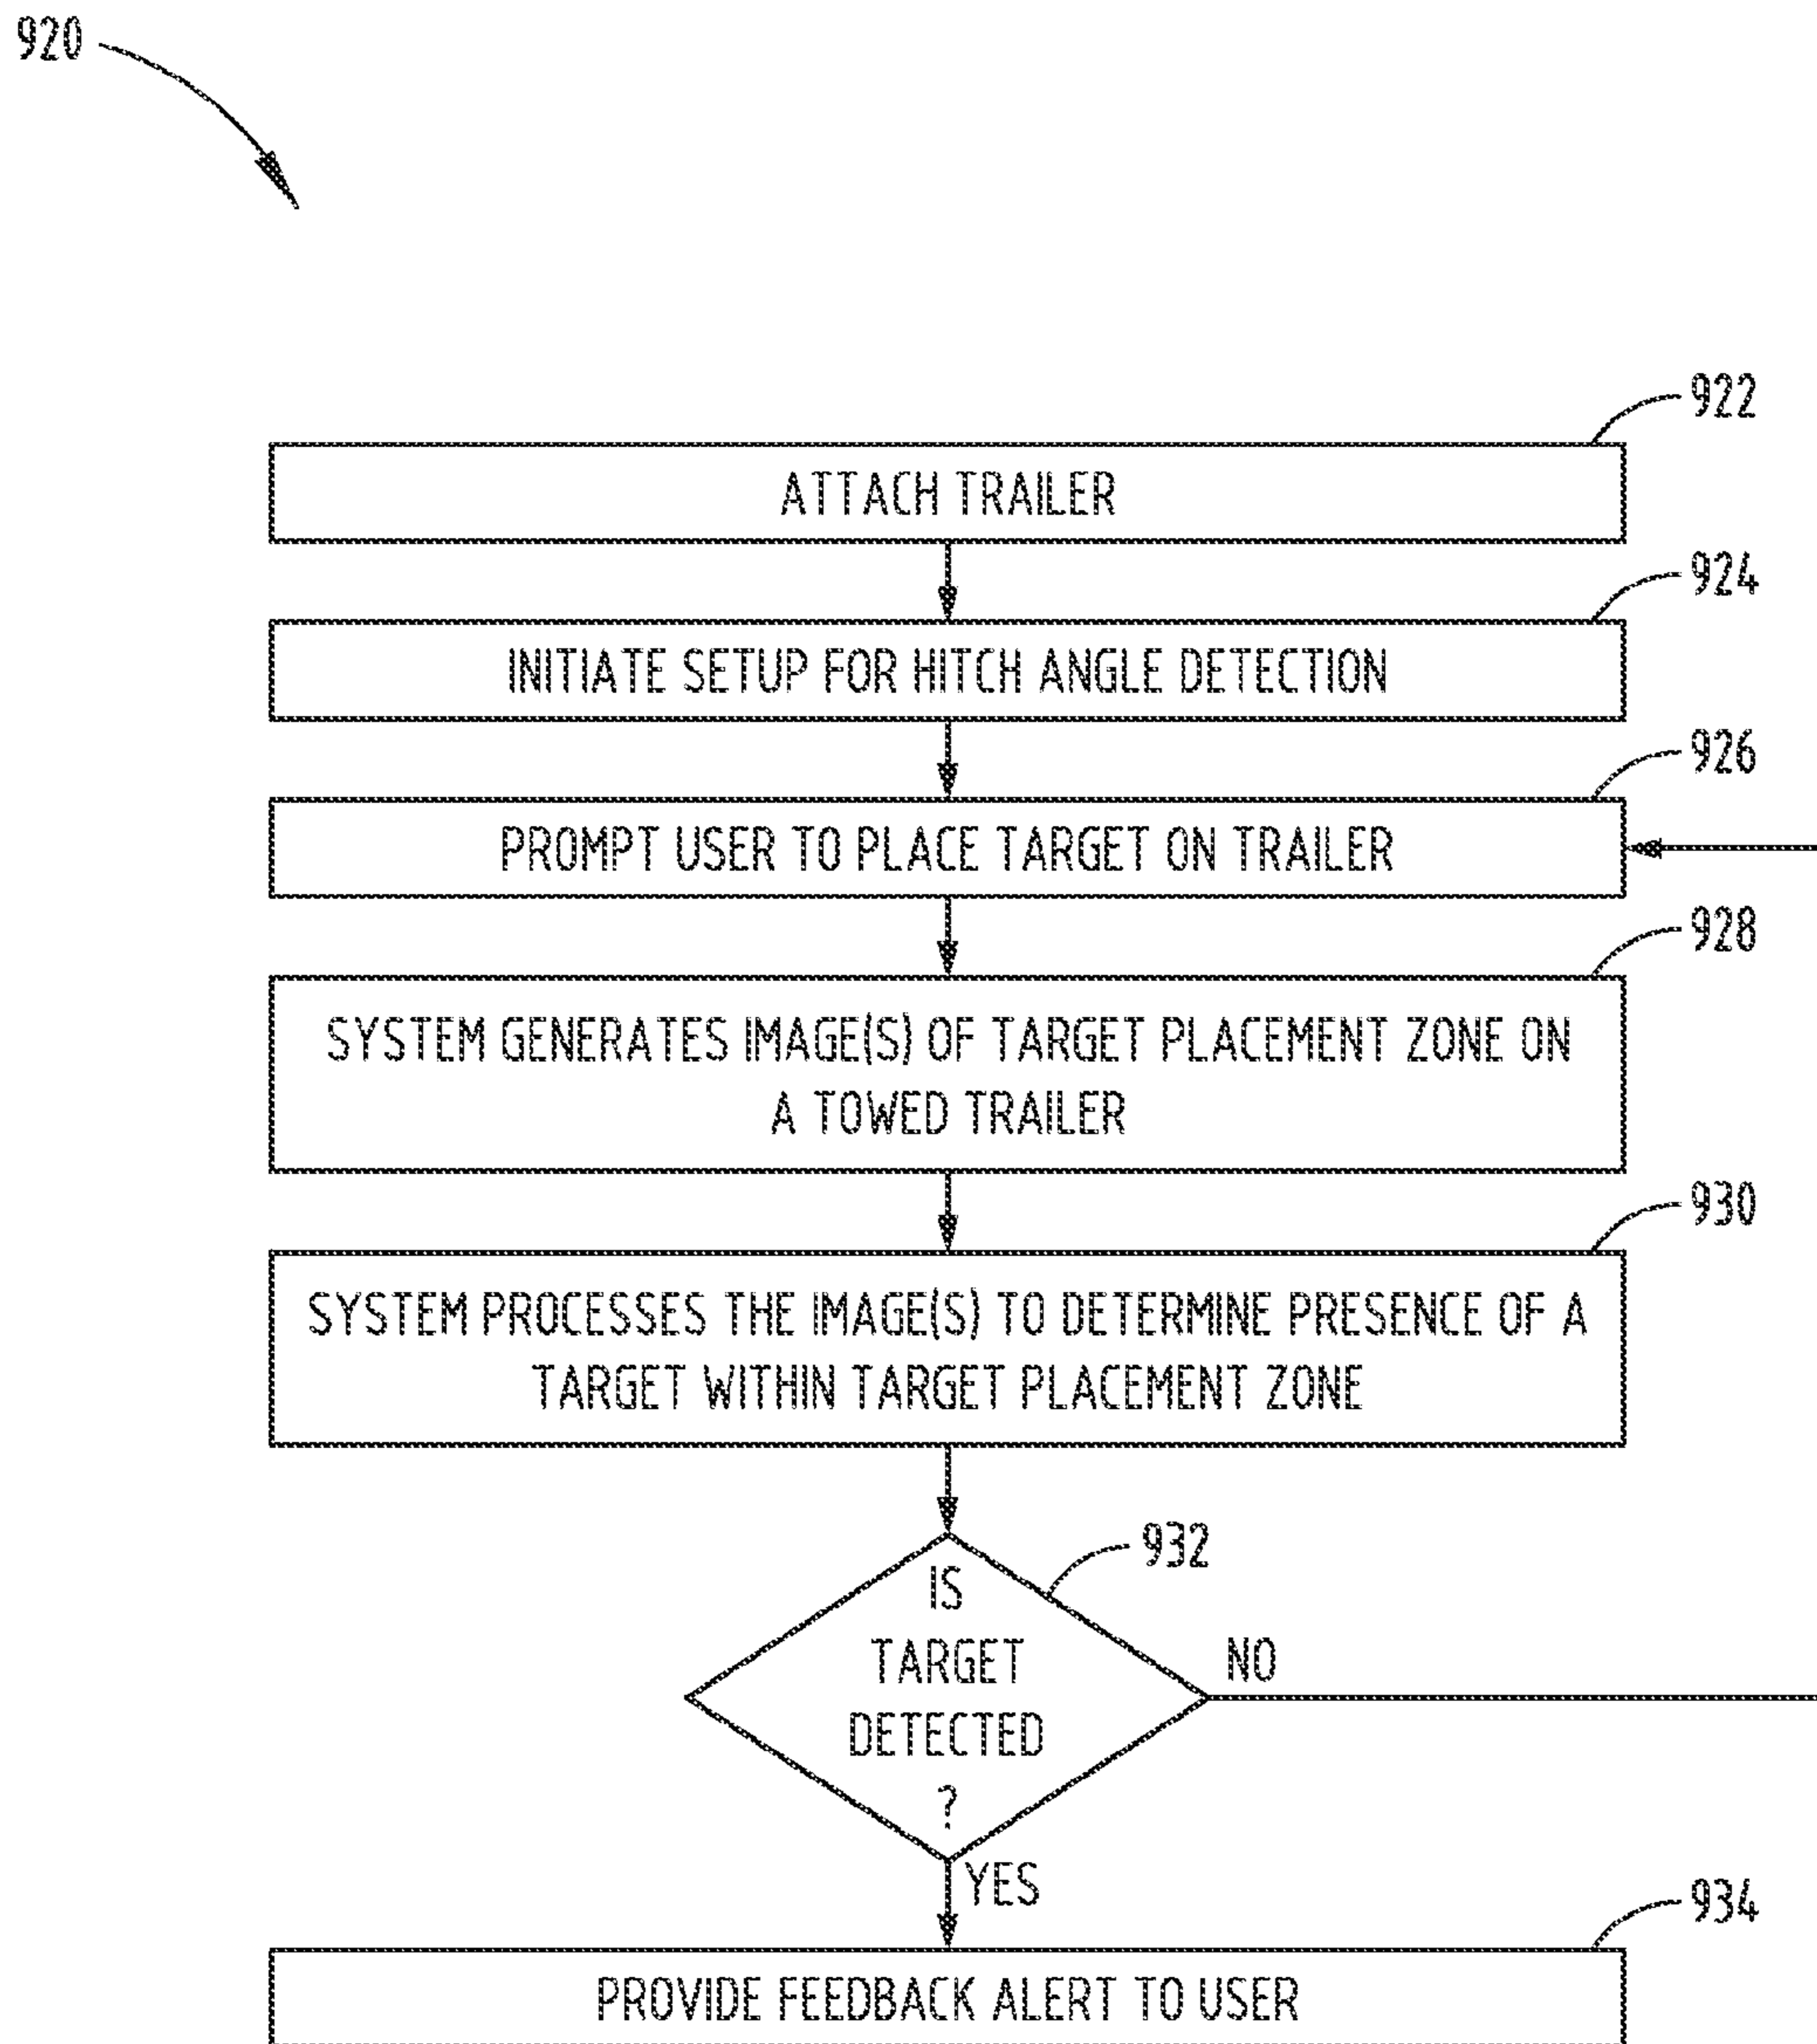 920
922
ATTACH TRAILER
924
INITIATE SETUP FOR HITCH ANGLE DETECTION
926
PROMPT USER TO PLACE TARGET ON TRAILER
928
SYSTEM GENERATES IMAGE(S) OF TARGET PLACEMENT ZONE ON
A TOWED TRAILER
930
SYSTEM PROCESSES THE IMAGE(S) TO DETERMINE PRESENCE OF A
TARGET WITHIN TARGET PLACEMENT ZONE
932
IS
TARGET
DETECTED
?
NO
YES
934
PROVIDE FEEDBACK ALERT TO USER